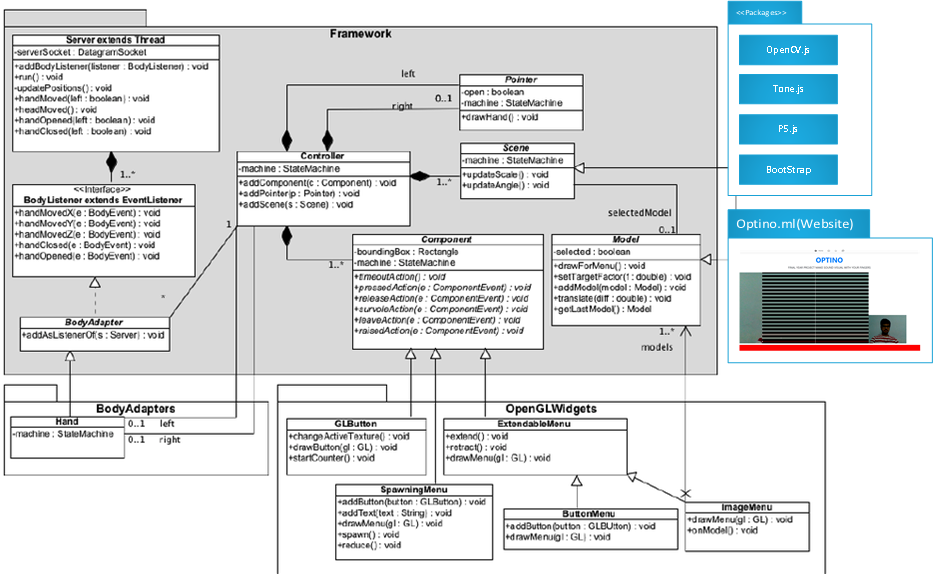 Framework
Server extends Thread
-serverSocket : DatagramSocket
+addBodyListener(listener : BodyListener) : void
+run() : void
-updatePositions() : void
+handMoved(left : boolean) : void
+headMoved() : void
+handOpened(left : boolean) : void
+handClosed(left : boolean) : void
1..*
<<Interface>>
BodyListener extends EventListener
+handMovedX(e : BodyEvent) : void
+handMovedY(e : BodyEvent) : void
+handMovedZ(e : BodyEvent) : void
+handClosed(e : BodyEvent) : void
+handOpened(e : BodyEvent) : void
BodyAdapter
+addAsListenerOf(s : Server) : void
*
1
left
right
0..1
Pointer
-open : boolean
-machine : StateMachine
+drawHand() : void
Controller
-machine : StateMachine
+addComponent(c : Component) : void
+addPointer(p : Pointer) : void
+addScene(s : Scene) : void
1..*
Scene
-machine : StateMachine
+updateScale() : void
+updateAngle() : void
selectedModel
0..1
1..*
Component
-boundingBox : Rectangle
-machine : StateMachine
+timeoutAction() : void
+pressedAction(e : ComponentEvent) : void
+releaseAction(e : ComponentEvent) : void
+survoleAction(e : ComponentEvent) : void
+leaveAction(e : ComponentEvent) : void
+raisedAction(e : ComponentEvent) : void
Model
-selected : boolean
+drawForMenu() : void
+setTargetFactor(f : double) : void
+addModel(model : Model) : void
+translate(diff : double) : void
+getLastModel() : Model
1..*
models
<<Packages>>
OpenCV.js
Tone.js
P5.js
BootStrap
Optino.ml(Website)
OPTINO
BodyAdapters
Hand
-machine : StateMachine
0..1 left
0..1 right
OpenGLWidgets
GLButton
+changeActiveTexture() : void
+drawButton(gl : GL) : void
+startCounter() : void
ExtendableMenu
+extend() : void
+retract() : void
+drawMenu(gl : GL) : void
SpawningMenu
+addButton(button : GLButton) : void
+addText(text : String) : void
+drawMenu(gl : GL) : void
+spawn() : void
+reduce() : void
ButtonMenu
+addButton(button : GLBUtton) : void
+drawMenu(gl : GL) : void
ImageMenu
+drawMenu(gl : GL) : void
+onModel() : void